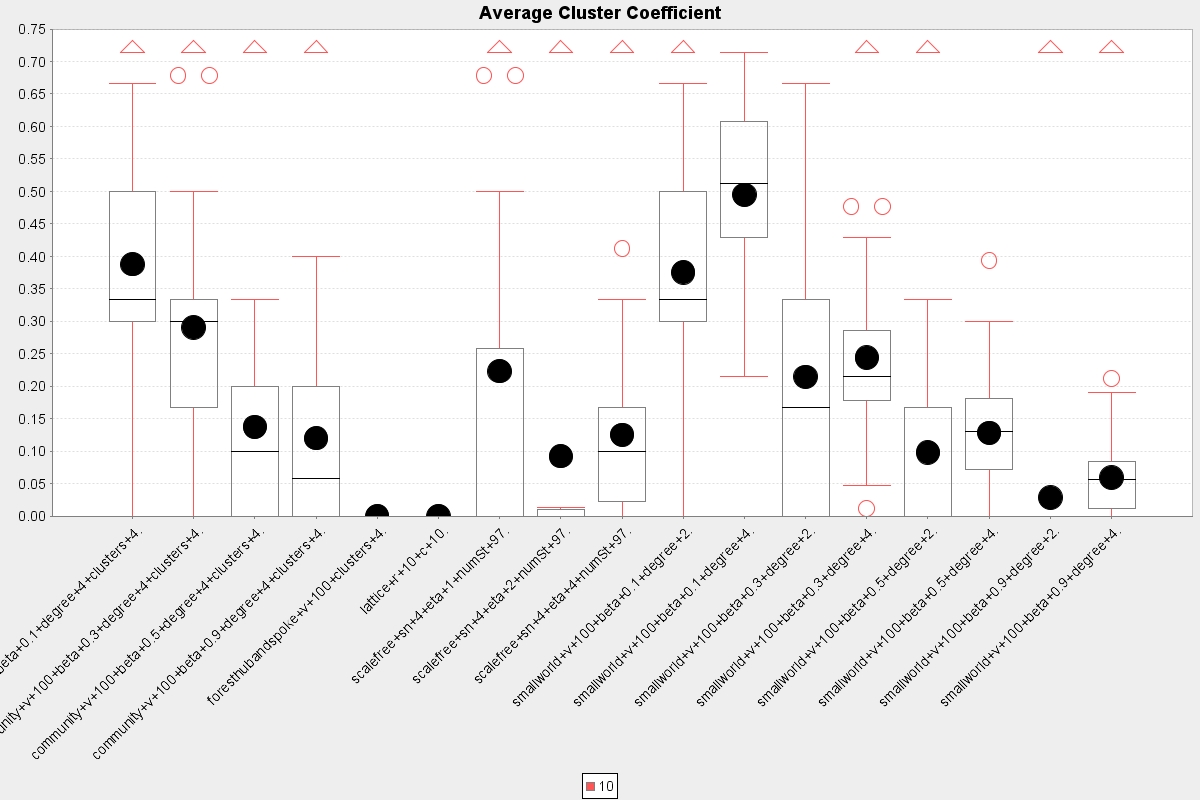 Average Cluster Coefficient
0.75
0.70
0.65
0.60
0.55
0.50
0.45
0.40
0.35
0.30
0.25
0.20
0.15
0.10
0.05
0.00
beta+0.1+degree+4+clusters+4.
unity+v+100+beta+0.3+degree+4+clusters+4.
community+v+100+beta+0.5+degree+4+clusters+4.
community+v+100+beta+0.9+degree+4+clusters+4.
foresthubandspoke+v+100+clusters+4.
lattice+r+10+c+10.
scalefree+sn+4+eta+1+numSt+97.
scalefree+sn+4+eta+2+numSt+97.
scalefree+sn+4+eta+4+numSt+97.
smallworld+v+100+beta+0.1+degree+2.
smallworld+v+100+beta+0.1+degree+4.
smallworld+v+100+beta+0.3+degree+2.
smallworld+v+100+beta+0.3+degree+4.
smallworld+v+100+beta+0.5+degree+2.
smallworld+v+100+beta+0.5+degree+4.
smallworld+v+100+beta+0.9+degree+2.
smallworld+v+100+beta+0.9+degree+4.
10